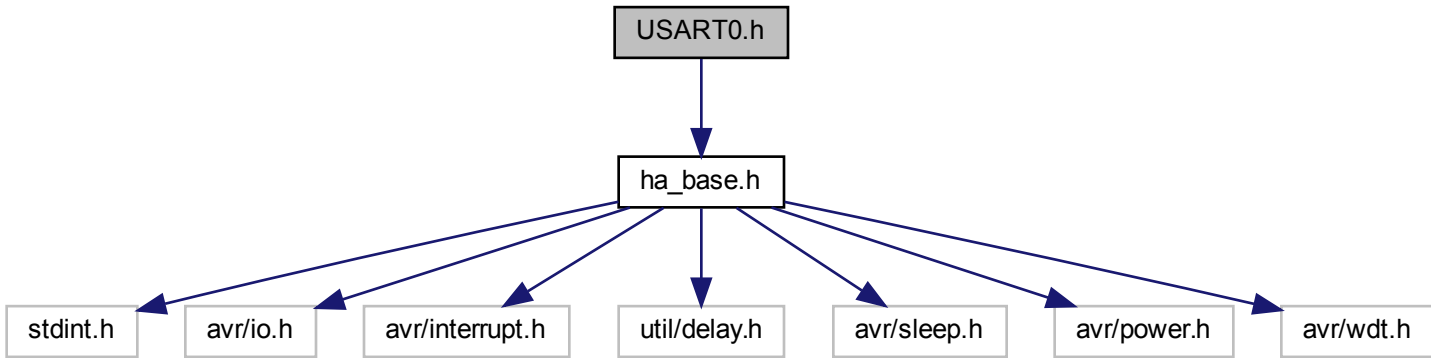 USART0.h
ha_base.h
stdint.h
avr/io.h
avr/interrupt.h
util/delay.h
avr/sleep.h
avr/power.h
avr/wdt.h